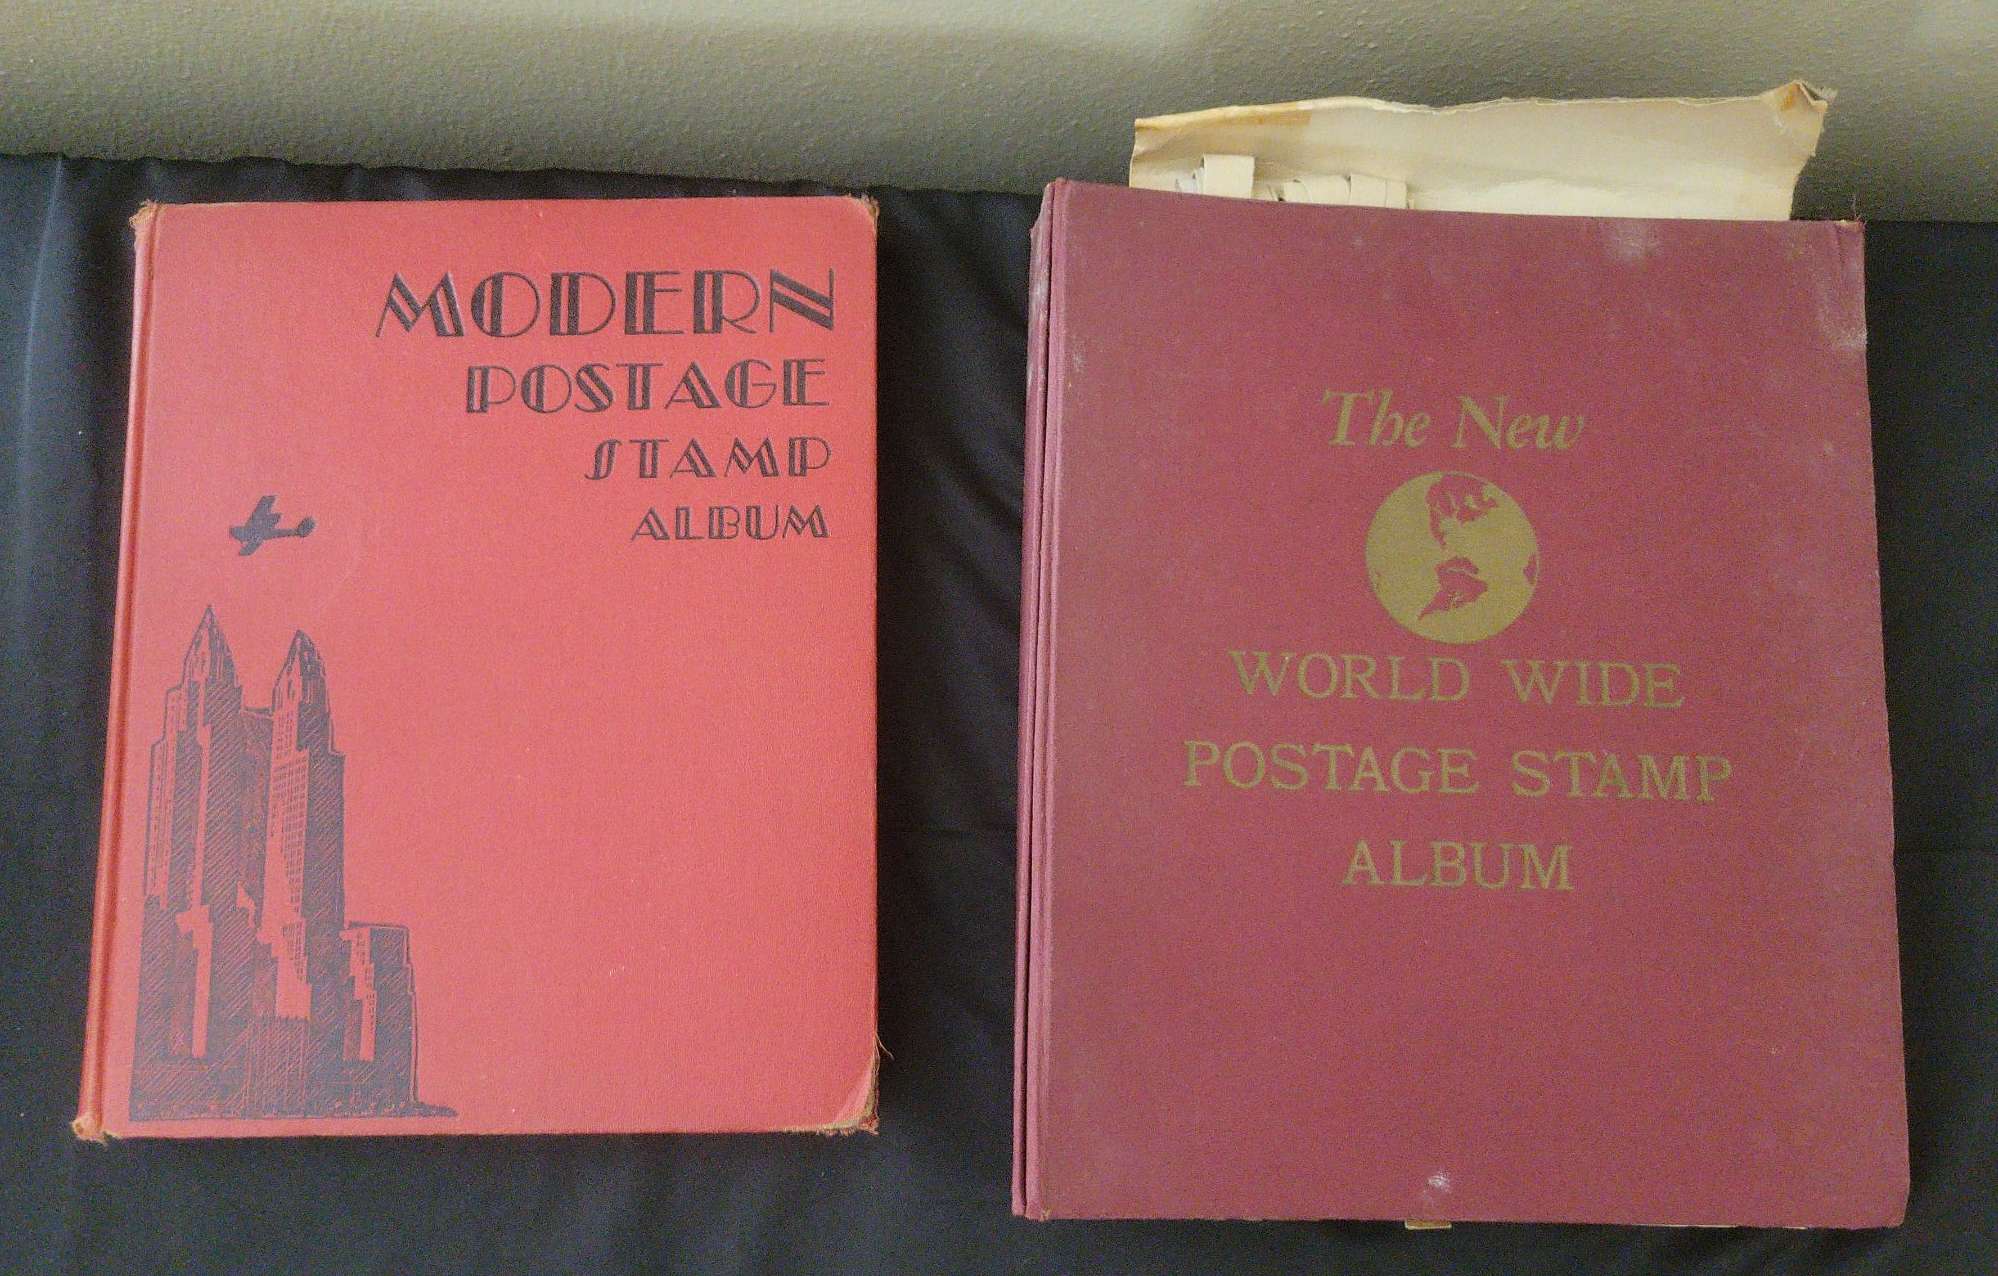 MODERN
POSTAGE
STAMP
ALBUM
The New
WORLD WIDE
POSTAGE STAMP
ALBUM